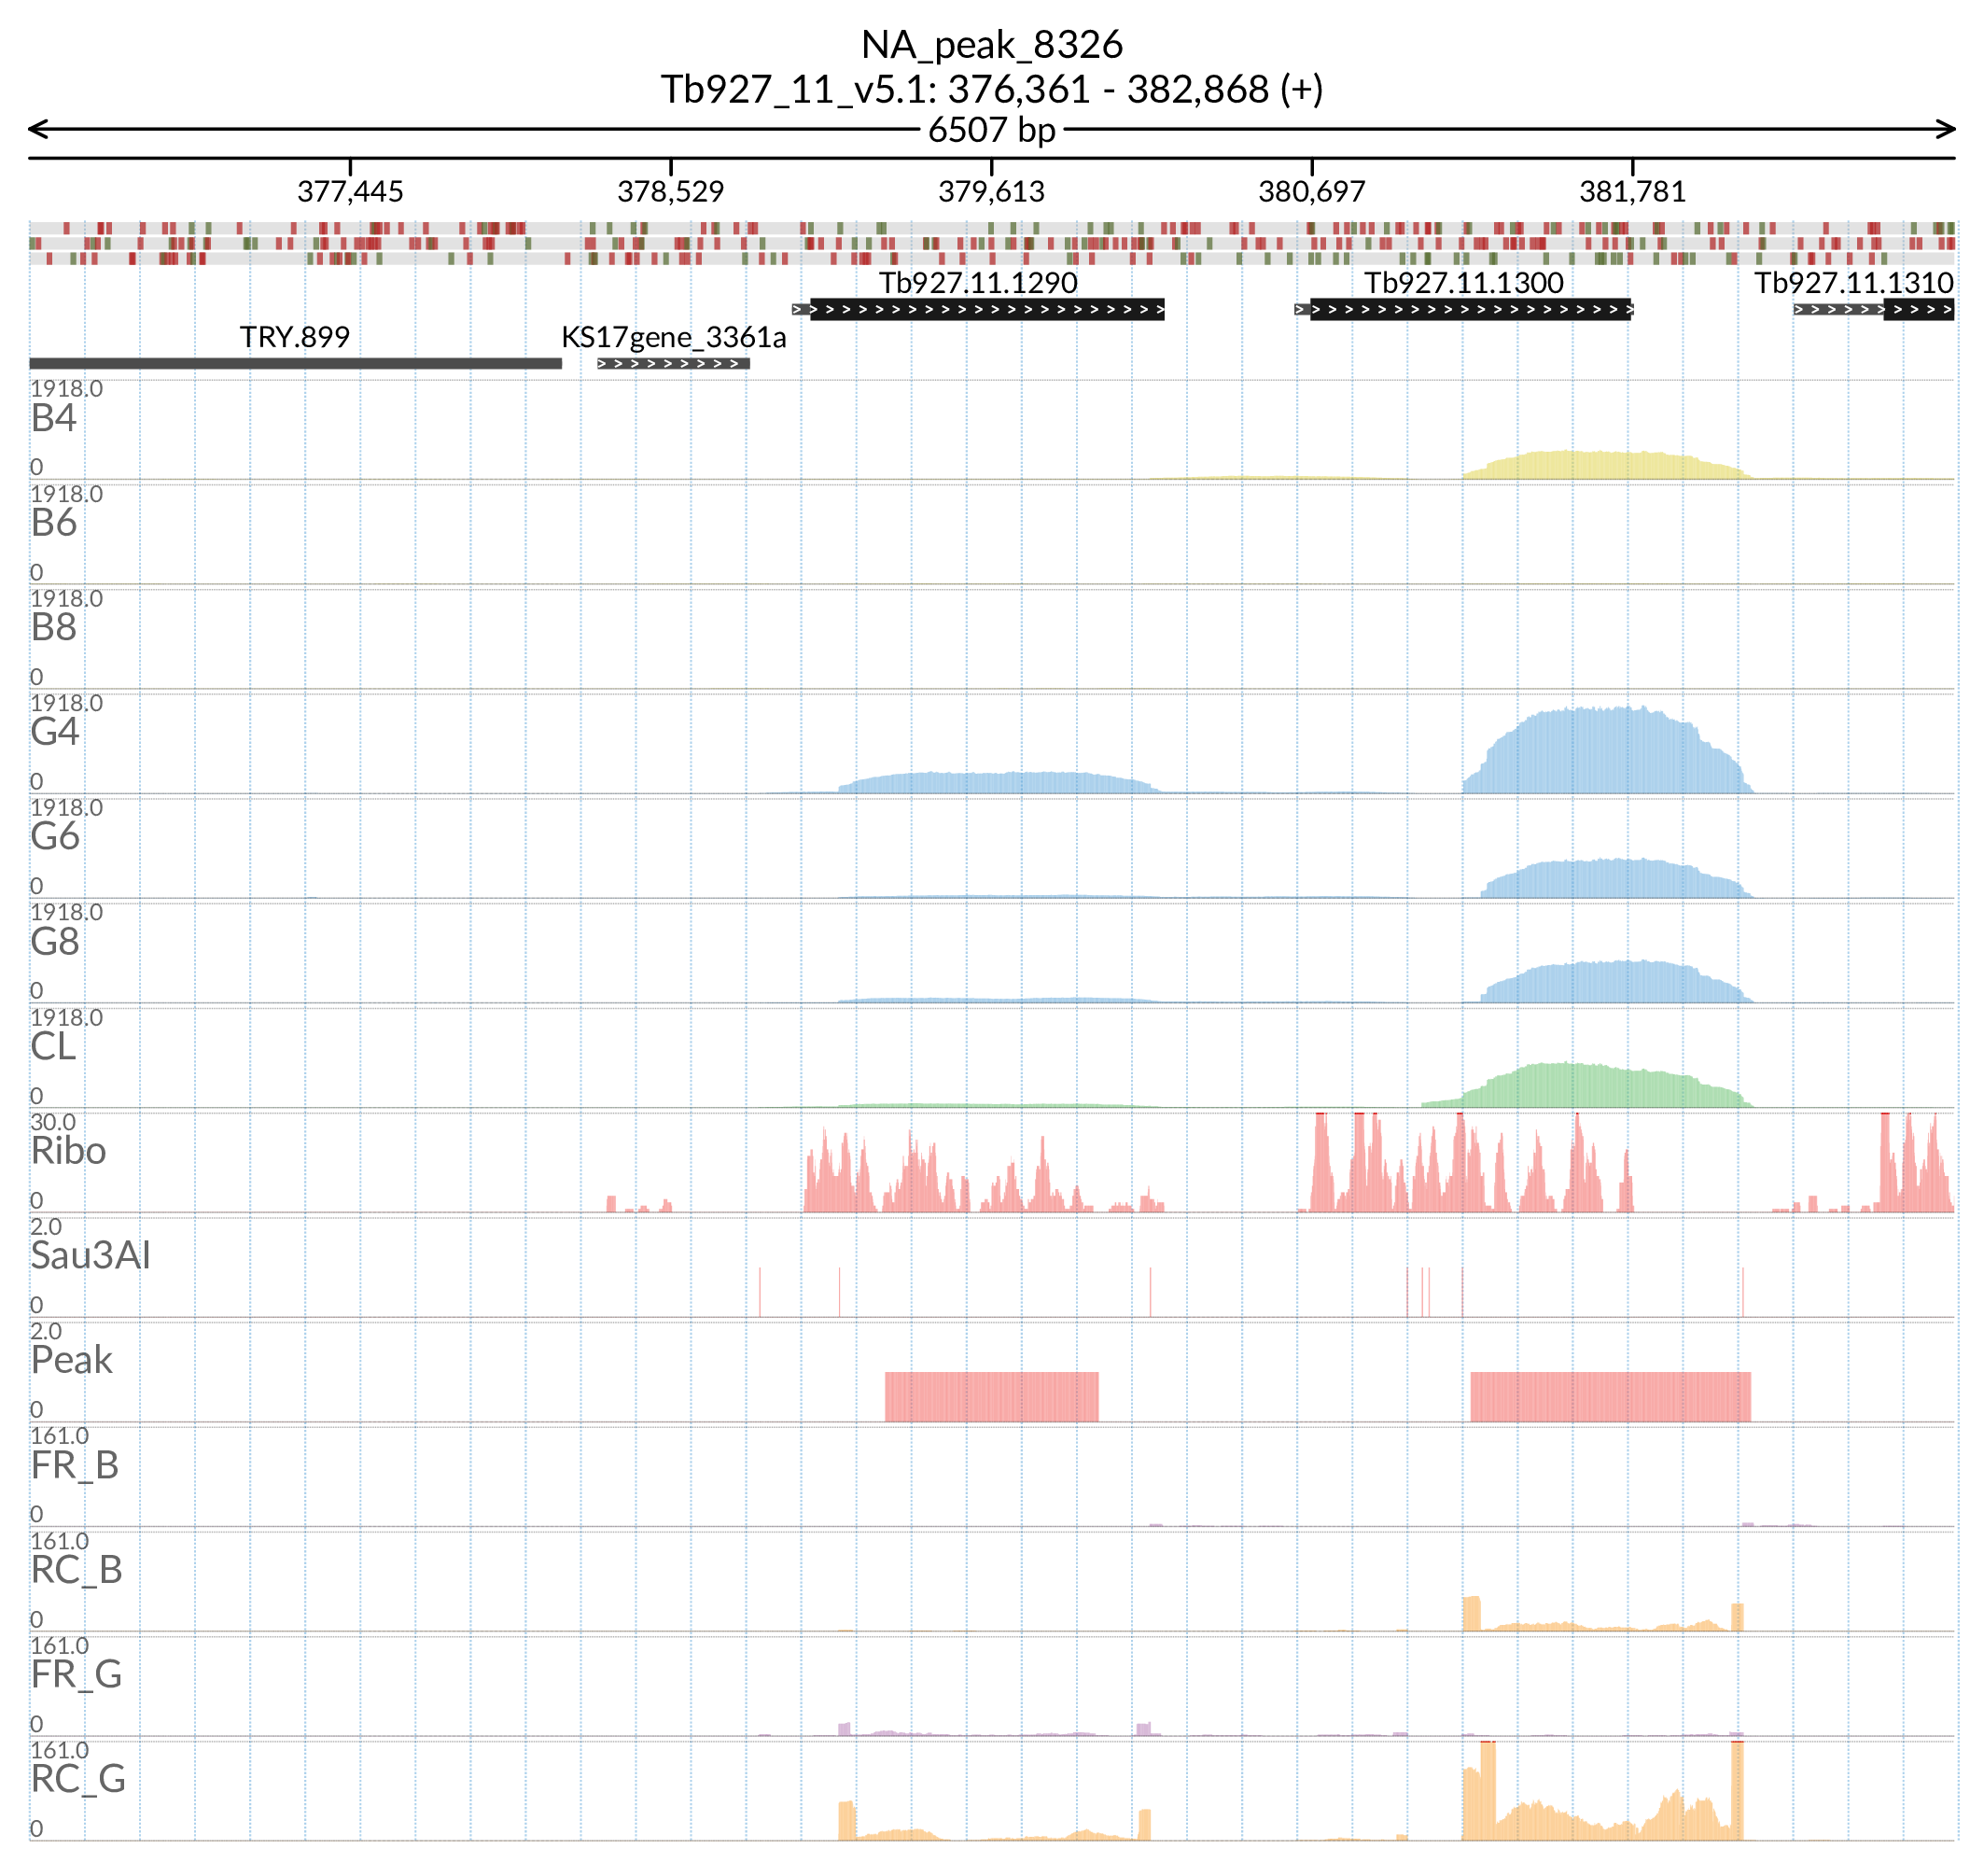 NA_peak_8326
Tb927_11_v5.1: 376,361 - 382,868 (+)
6507 bp
377,445 378,529 379,613 380,697 381,781
Tb927.11.1290 Tb927.11.1300 Tb927.11.1310
TRY.899 KS17gene_3361a
1918.0
B4
0
1918.0
B6
0
1918.0
B8
0
1918.0
G4
0
1918.0
G6
0
1918.0
G8
0
1918.0
CL
0
30.0
Ribo
0
2.0
Sau3AI
0
2.0
Peak
0
161.0
FR_B
0
161.0
RC_B
0
161.0
FR_G
0
161.0
RC_G
0